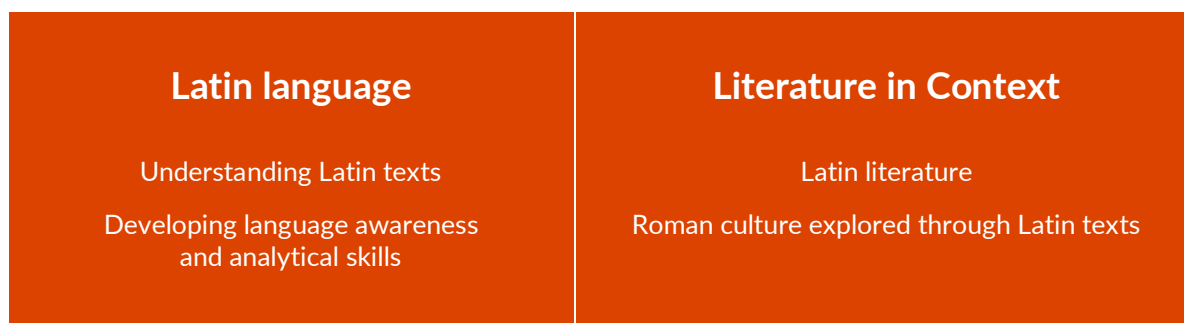 Latin language
Understanding Latin texts
Developing language awareness
and analytical skills
Literature in Context
Latin literature
Roman culture explored through Latin texts